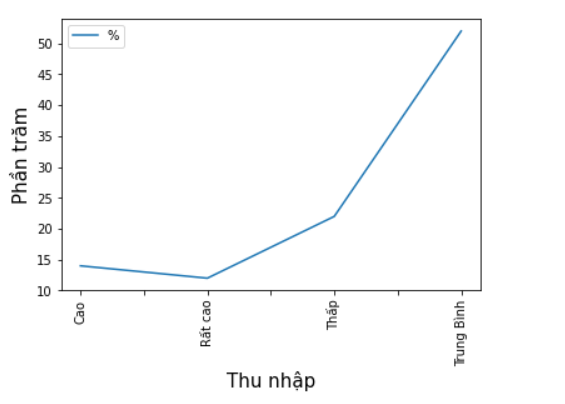 %
50
45
40
35
30
25
20
15
10
Phần trăm
Cao
Rất cao
Thấp
Trung Bình
Thu nhập